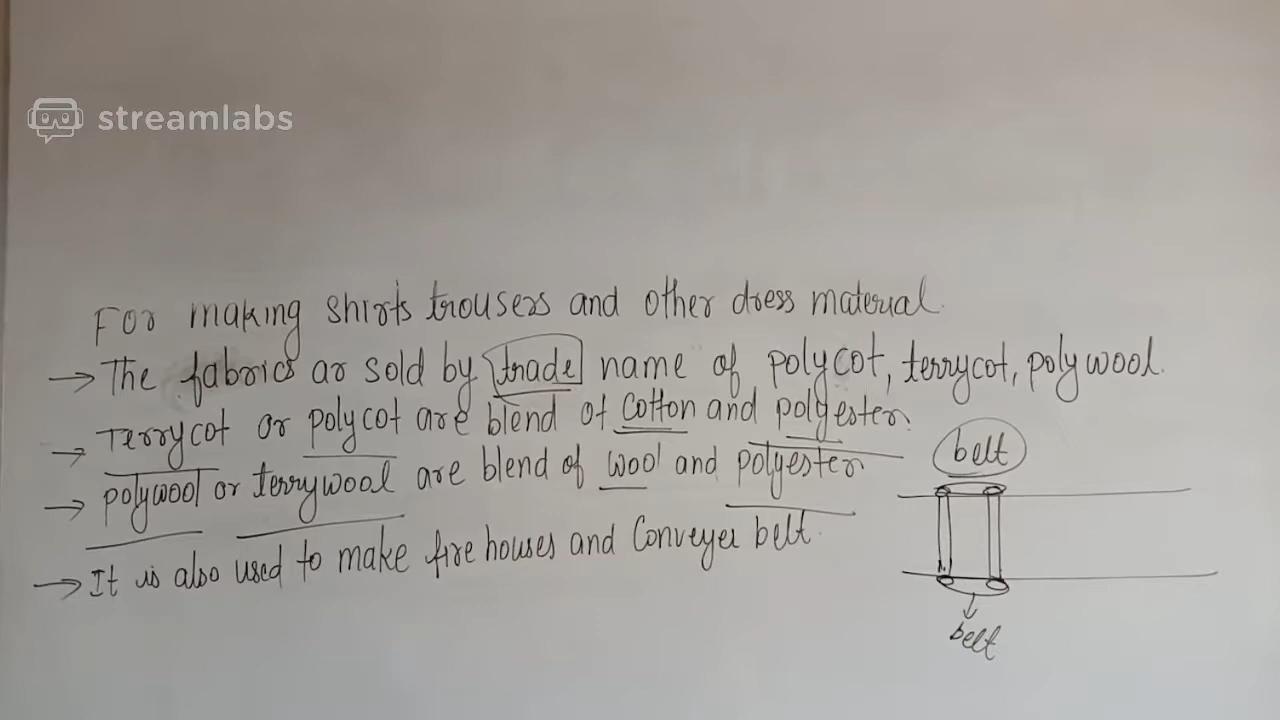 streamlabs
For making shirts trousers and other dress material.
→ The fabrics ar sold by trade name of polycot, terrycot, polywool.
→ Terrycot or polycot are blend of cotton and polyester.
→ polywool or terrywool are blend of wool and polyester
→ It is also used to make fire houses and Conveyer belt.
belt
belt